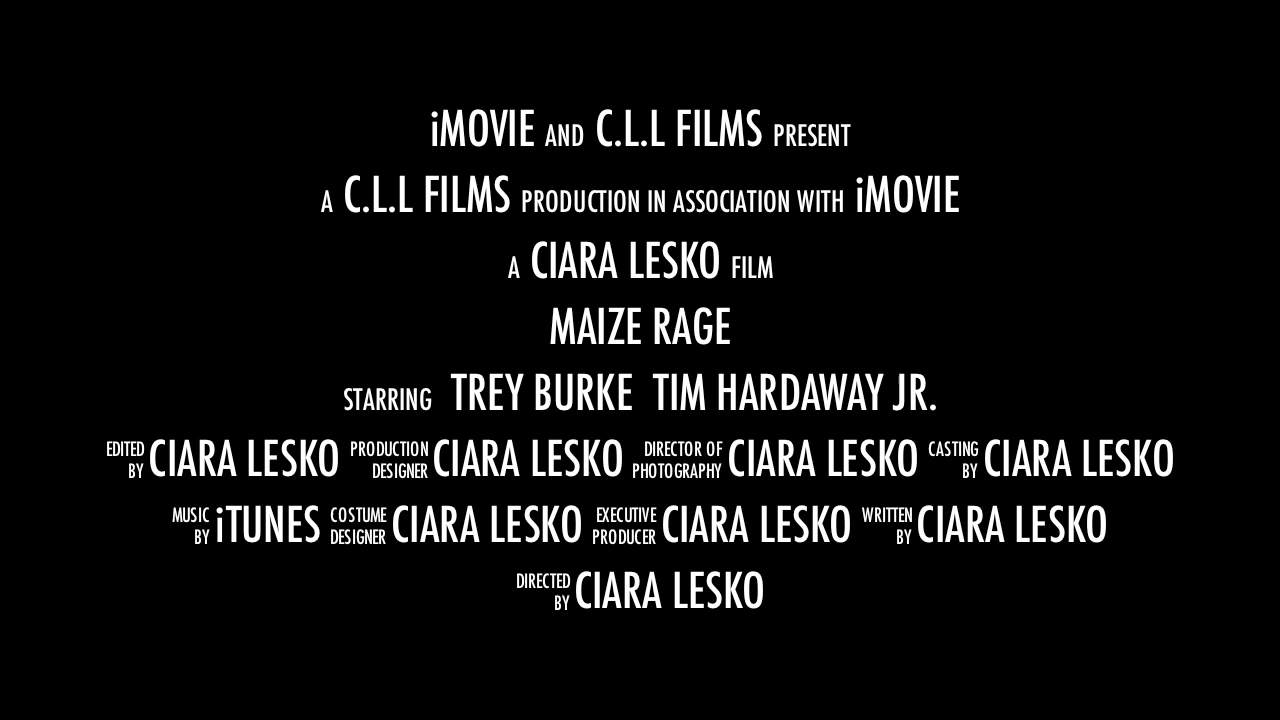 iMOVIE AND C.L.L FILMS PRESENT
A C.L.L FILMS PRODUCTION IN ASSOCIATION WITH iMOVIE
A CIARA LESKO FILM
MAIZE RAGE
STARRING TREY BURKE TIM HARDAWAY JR.
EDITED BY CIARA LESKO PRODUCTION DESIGNER CIARA LESKO DIRECTOR OF PHOTOGRAPHY CIARA LESKO CASTING BY CIARA LESKO
MUSIC BY iTUNES COSTUME DESIGNER CIARA LESKO EXECUTIVE PRODUCER CIARA LESKO WRITTEN BY CIARA LESKO
DIRECTED BY CIARA LESKO